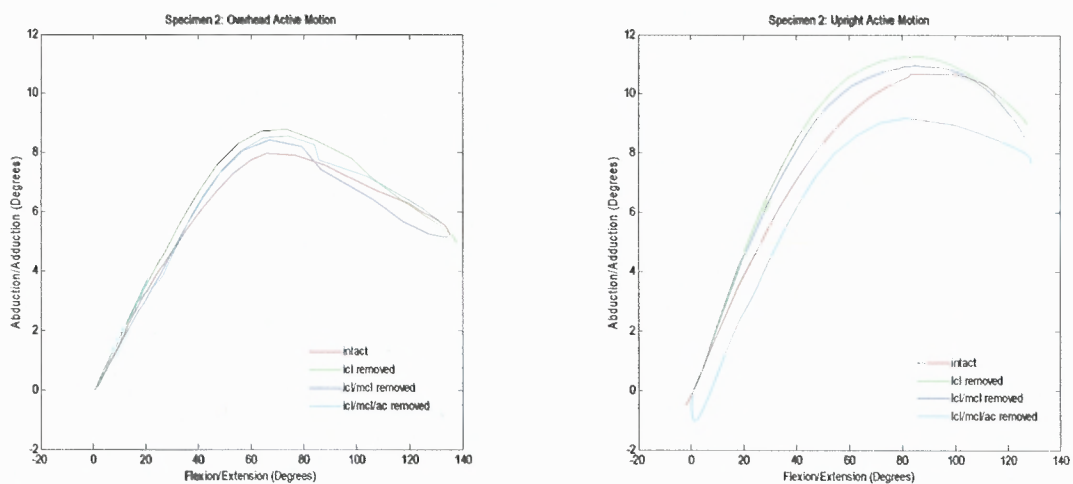 Specimen 2: Overhead Active Motion
12
10
8
6
4
2
0
-2
Abduction/Adduction (Degrees)
intact
lcl removed
lcl/mcl removed
lcl/mcl/ac removed
-20 0 20 40 60 80 100 120 140
Flexion/Extension (Degrees)
Specimen 2: Upright Active Motion
12
10
8
6
4
2
0
-2
Abduction/Adduction (Degrees)
intact
lcl removed
lcl/mcl removed
lcl/mcl/ac removed
-20 0 20 40 60 80 100 120 140
Flexion/Extension (Degrees)